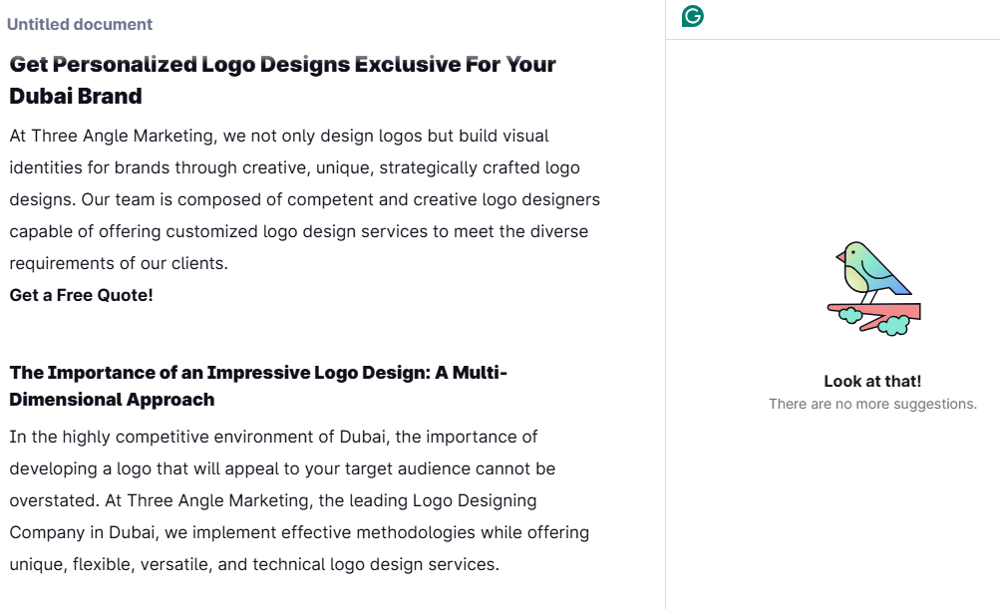 Untitled document
Get Personalized Logo Designs Exclusive For Your
Dubai Brand
At Three Angle Marketing, we not only design logos but build visual
identities for brands through creative, unique, strategically crafted logo
designs. Our team is composed of competent and creative logo designers
capable of offering customized logo design services to meet the diverse
requirements of our clients.
Get a Free Quote!
The Importance of an Impressive Logo Design: A Multi-
Dimensional Approach
In the highly competitive environment of Dubai, the importance of
developing a logo that will appeal to your target audience cannot be
overstated. At Three Angle Marketing, the leading Logo Designing
Company in Dubai, we implement effective methodologies while offering
unique, flexible, versatile, and technical logo design services.
G
Look at that!
There are no more suggestions.